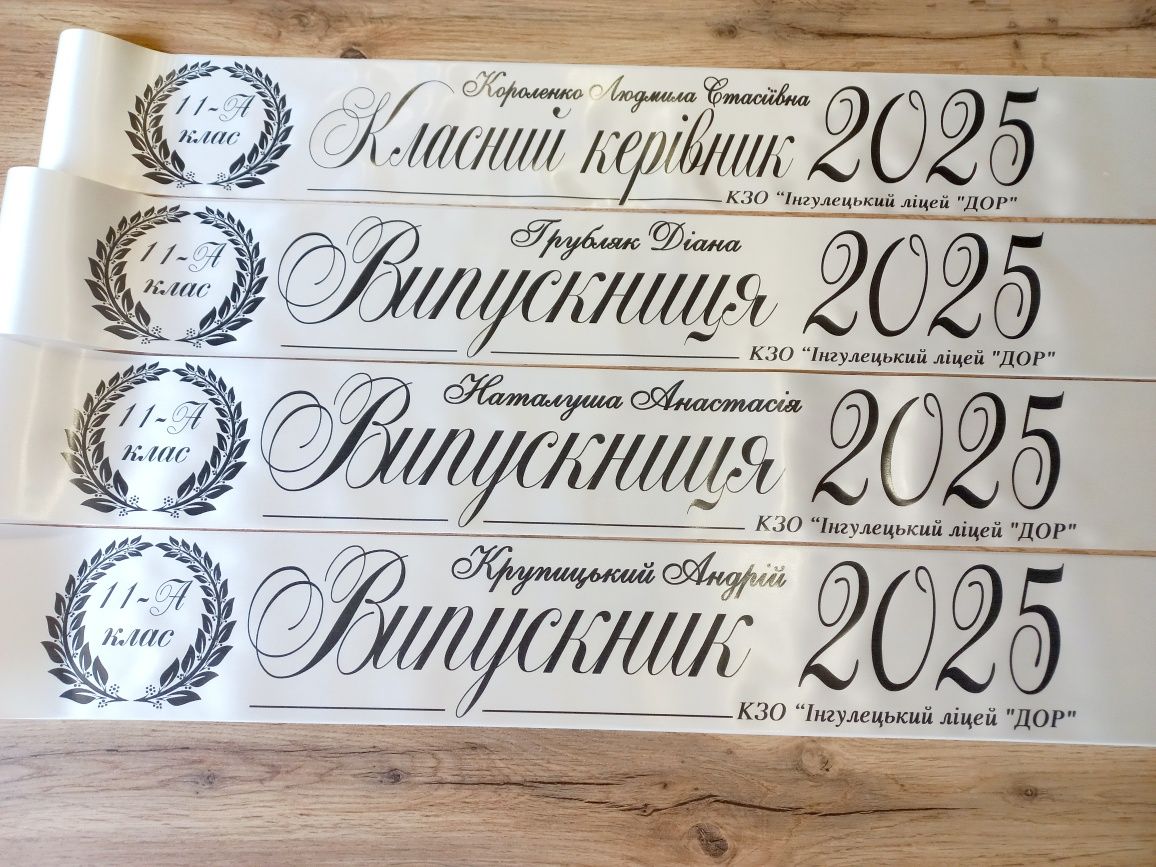 11-А
клас
Короленко Людмила Стасіївна
Класний керівник 2025
КЗО “Інгулецький ліцей "ДОР"
11-А
клас
Грубляк Діана
Випускниця 2025
КЗО “Інгулецький ліцей "ДОР"
11-А
клас
Наталуша Анастасія
Випускниця 2025
КЗО “Інгулецький ліцей "ДОР"
11-А
клас
Крупицький Андрій
Випускник 2025
КЗО “Інгулецький ліцей "ДОР"